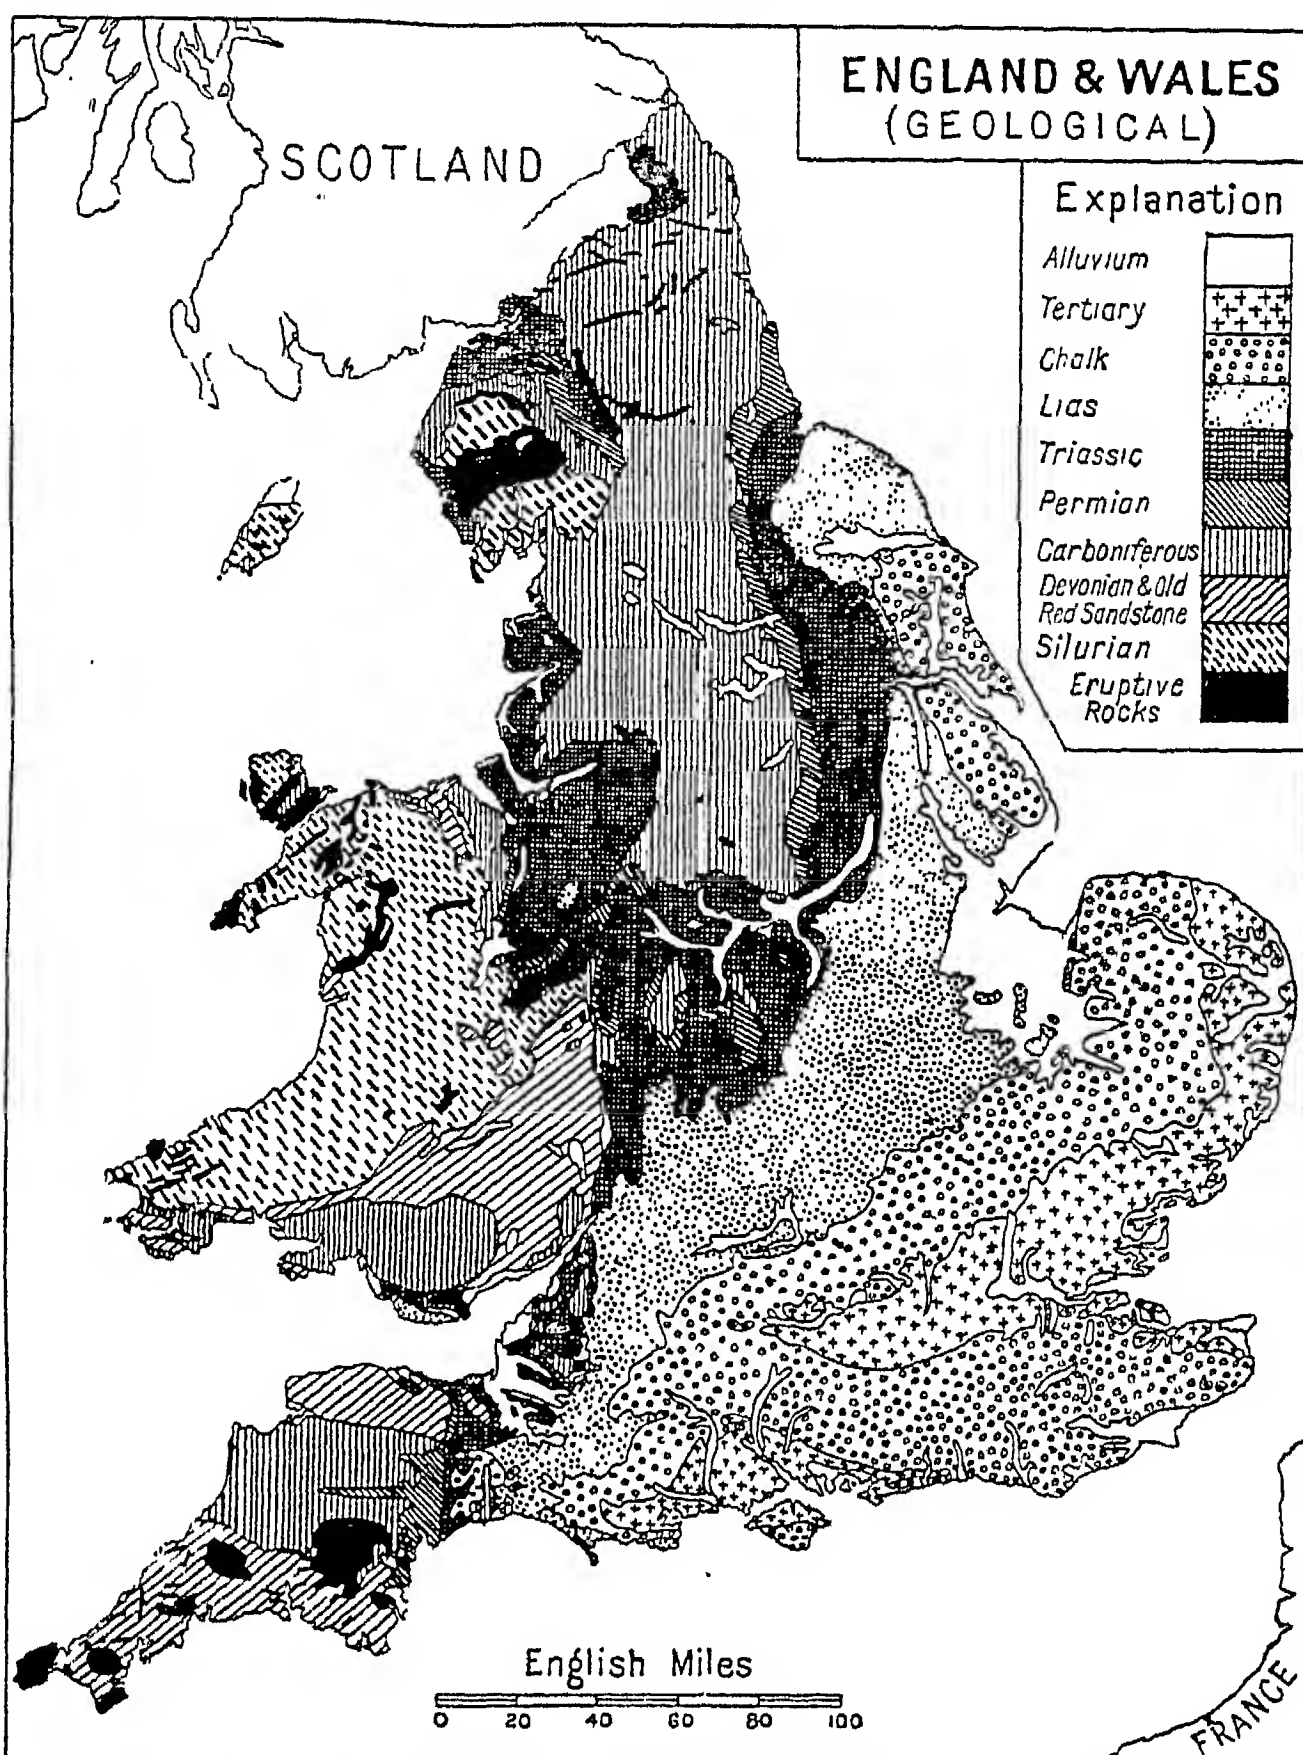 ENGLAND & WALES
(GEOLOGICAL)
SCOTLAND
Explanation
Alluvium
Tertiary
Chalk
Lias
Triassic
Permian
Carboniferous
Devonian & Old
Red Sandstone
Silurian
Eruptive
Rocks
English Miles
0 20 40 60 80 100
FRANCE